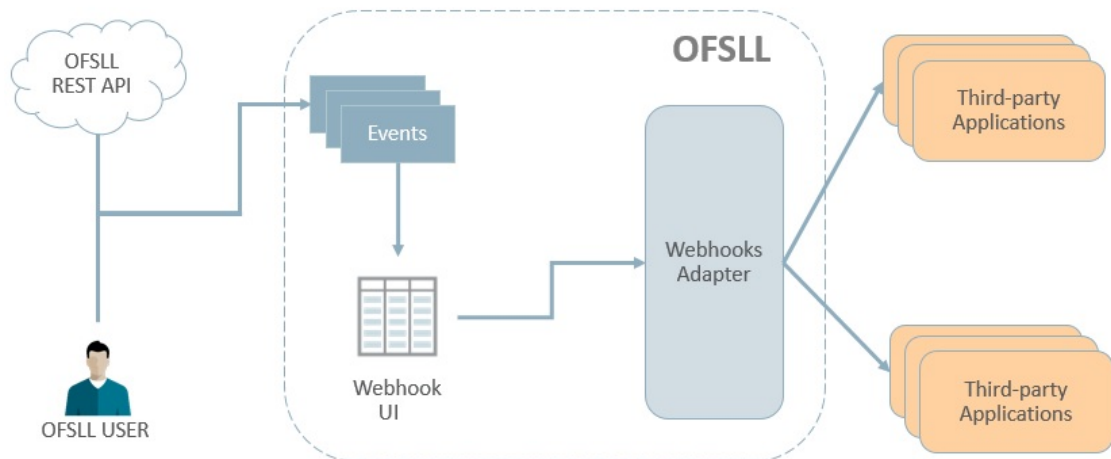 OFSLL
REST API
OFSLL USER
OFSLL
Events
Webhook
UI
Webhooks
Adapter
Third-party
Applications
Third-party
Applications